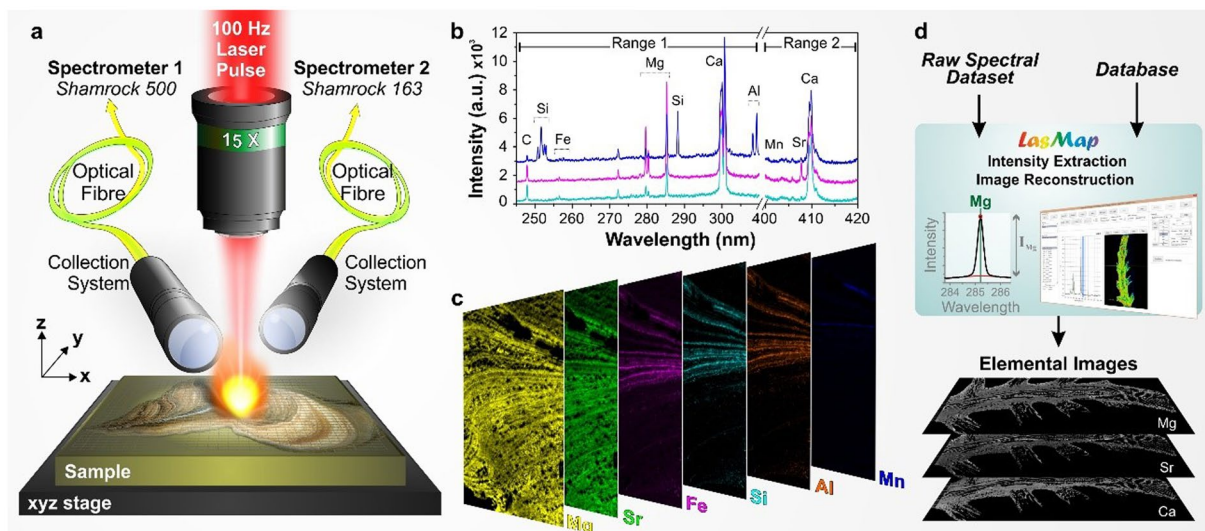 a
100 Hz
Laser
Pulse
Spectrometer 1
Shamrock 500
Spectrometer 2
Shamrock 163
15 X
Optical
Fibre
Optical
Fibre
Collection
System
Collection
System
z
y
x
Sample
xyz stage
b
Intensity (a.u.) x10³
8
6
4
2
0
Range 1
Range 2
C
Si
Fe
Mg
Si
Ca
Al
Mn
Sr
Ca
250
260
270
280
290
300
400
410
420
Wavelength (nm)
c
Mg
Sr
Fe
Si
Al
Mn
d
Raw Spectral
Dataset
Database
LasMap
Intensity Extraction
Image Reconstruction
Mg
Intensity
I Mg
284
285
286
Wavelength
Elemental Images
Mg
Sr
Ca